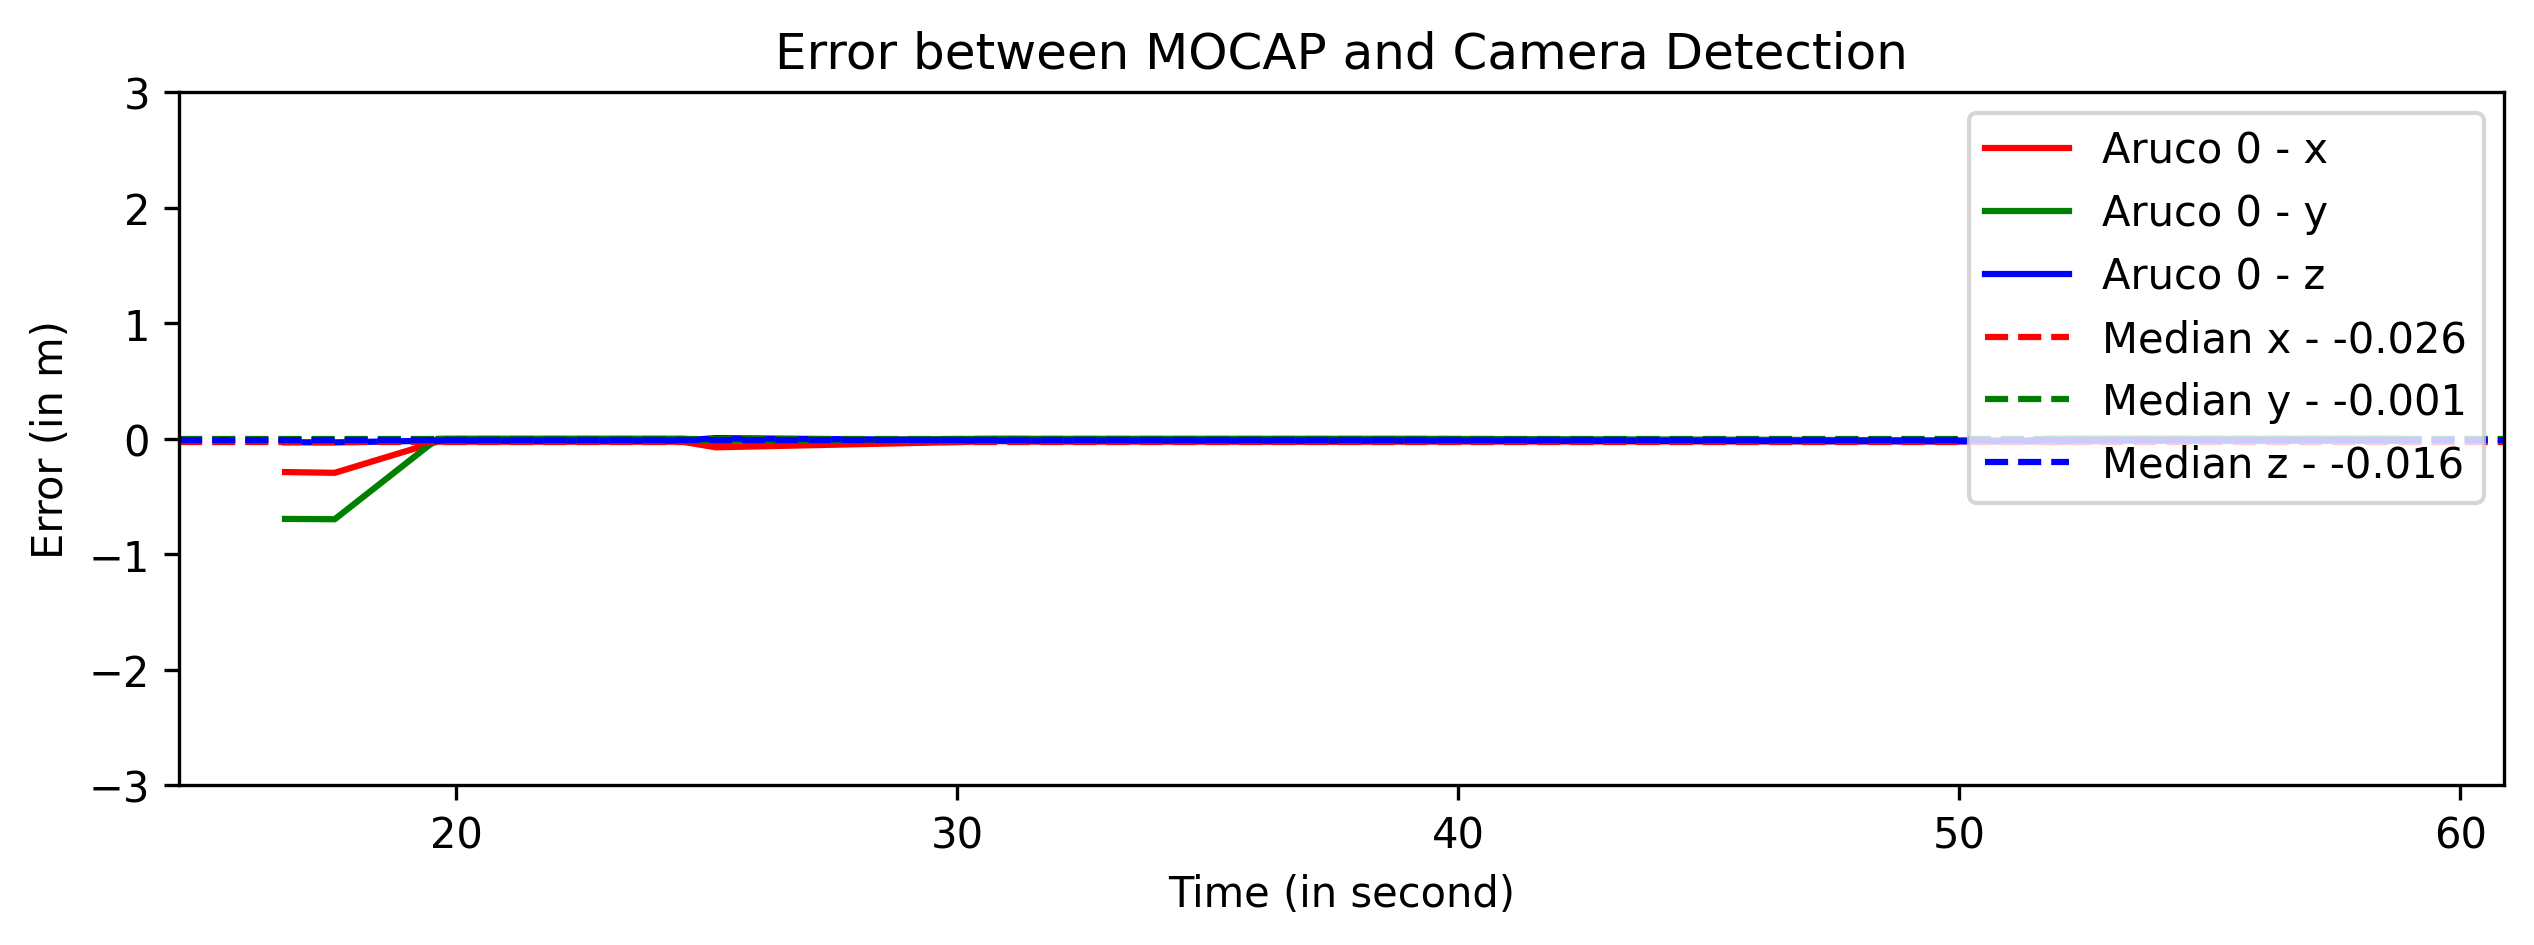 Error between MOCAP and Camera Detection
3
2
1
0
−1
−2
−3
Error (in m)
Aruco 0 - x
Aruco 0 - y
Aruco 0 - z
Median x - -0.026
Median y - -0.001
Median z - -0.016
20 30 40 50 60
Time (in second)